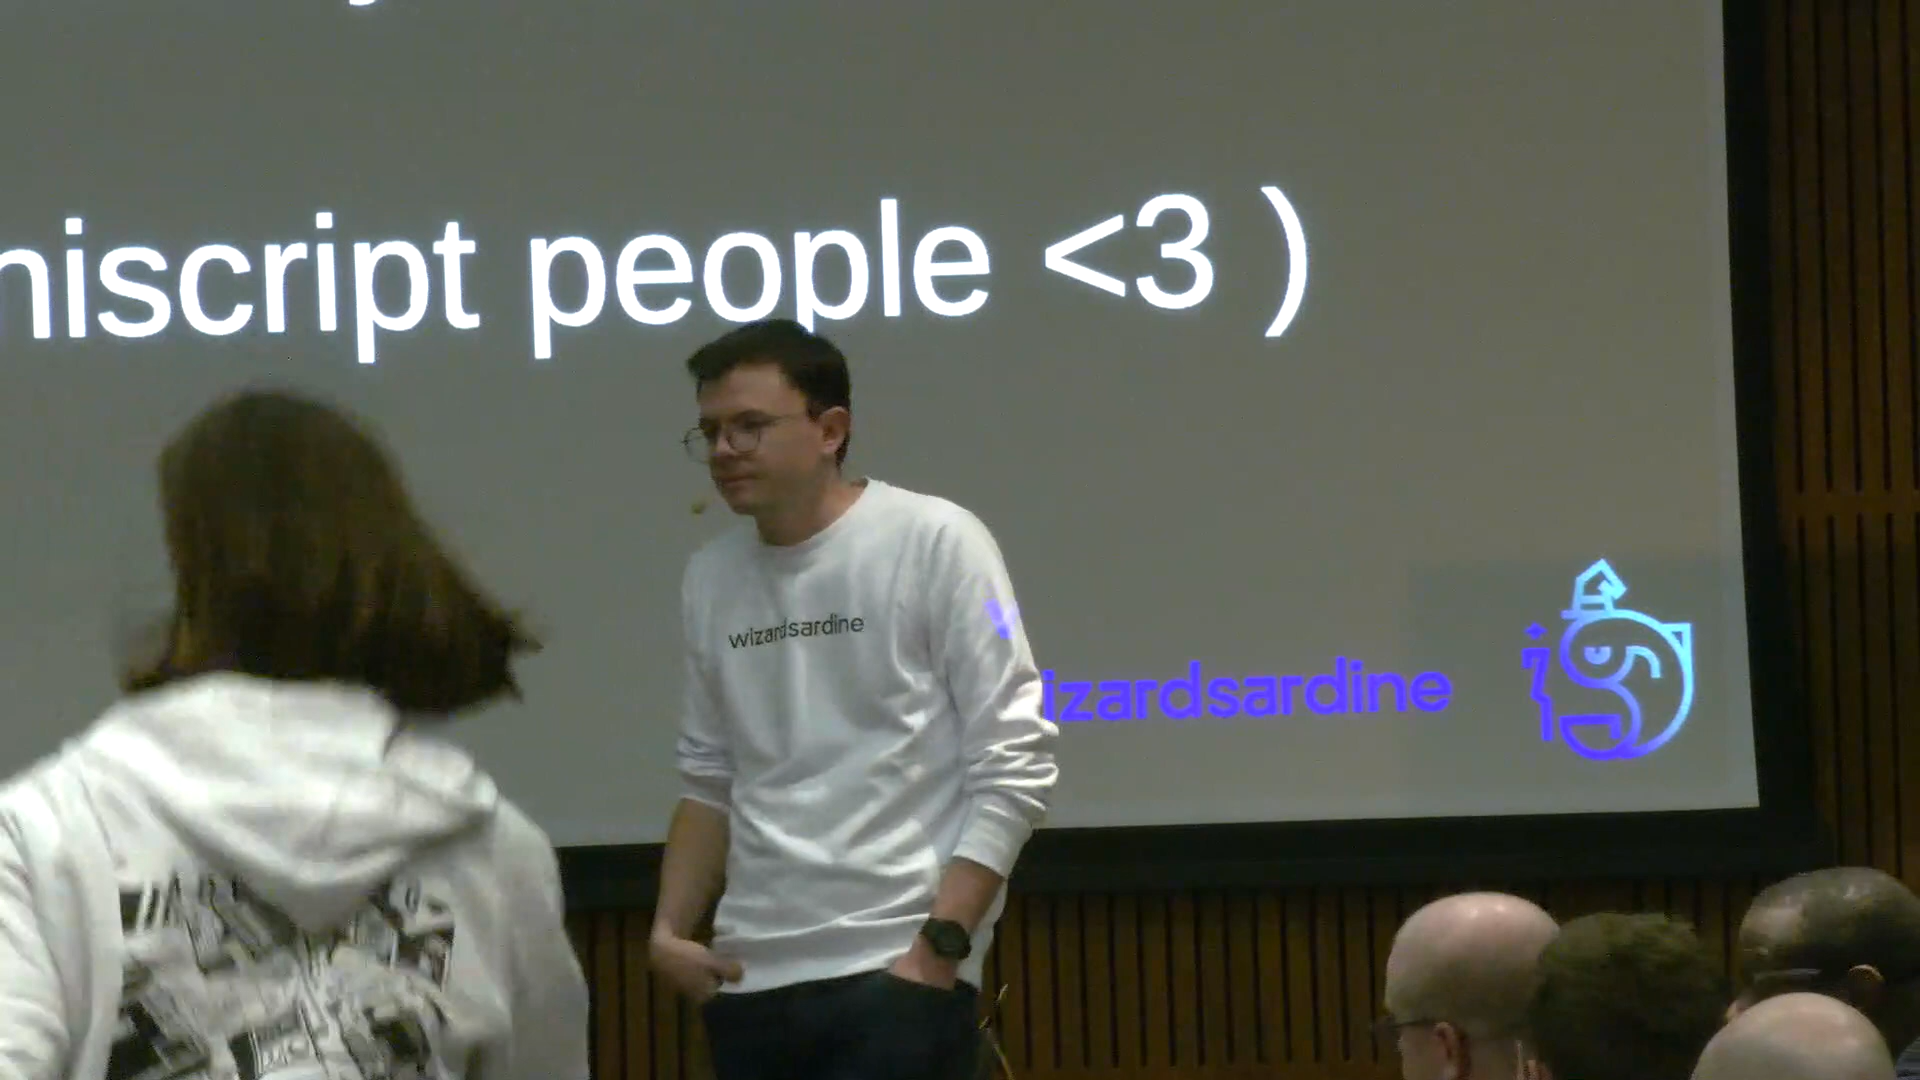 niscript people <3 )
wizardsardine
izardsardine